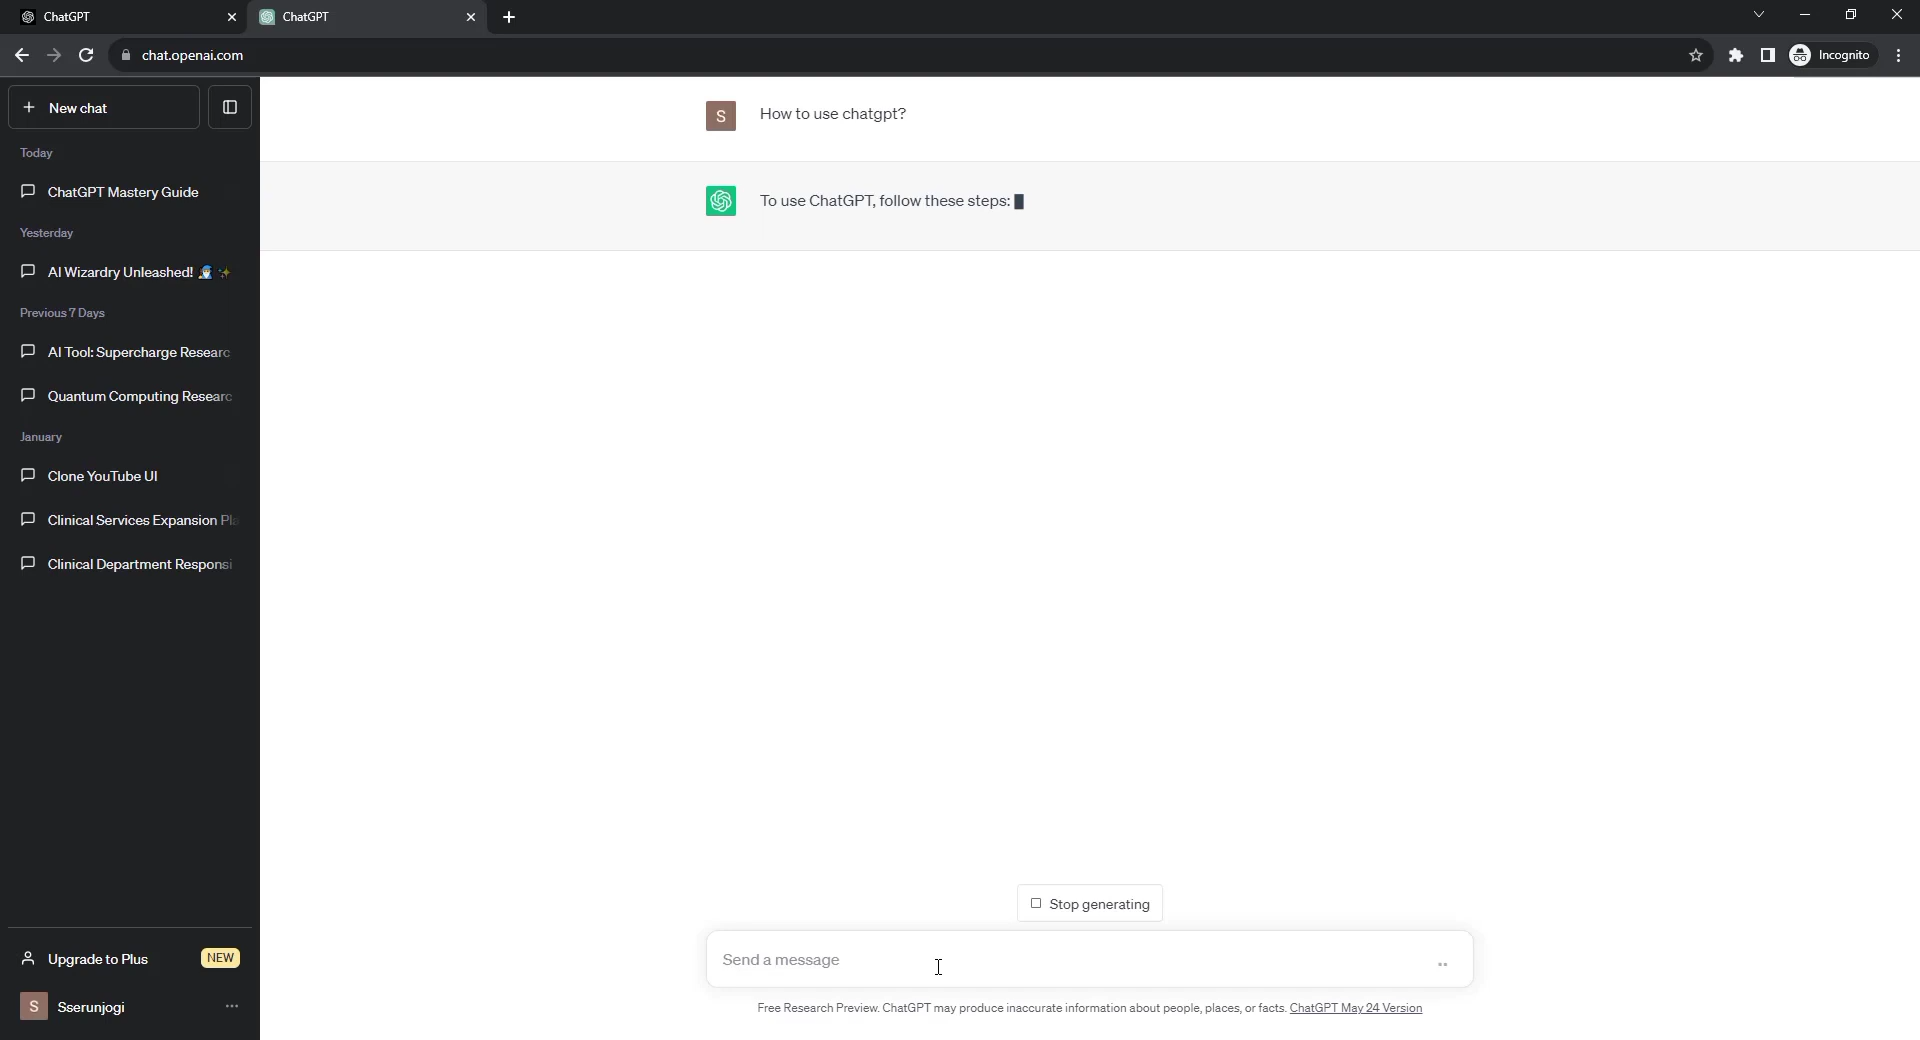 ChatGPT
ChatGPT
chat.openai.com
Incognito
New chat
Today
ChatGPT Mastery Guide
Yesterday
AI Wizardry Unleashed! 🧙‍♂️✨
Previous 7 Days
AI Tool: Supercharge Researc
Quantum Computing Researc
January
Clone YouTube UI
Clinical Services Expansion Pla
Clinical Department Responsi
Upgrade to Plus NEW
S Sserunjogi
S How to use chatgpt?
To use ChatGPT, follow these steps:
Stop generating
Send a message
Free Research Preview. ChatGPT may produce inaccurate information about people, places, or facts. ChatGPT May 24 Version